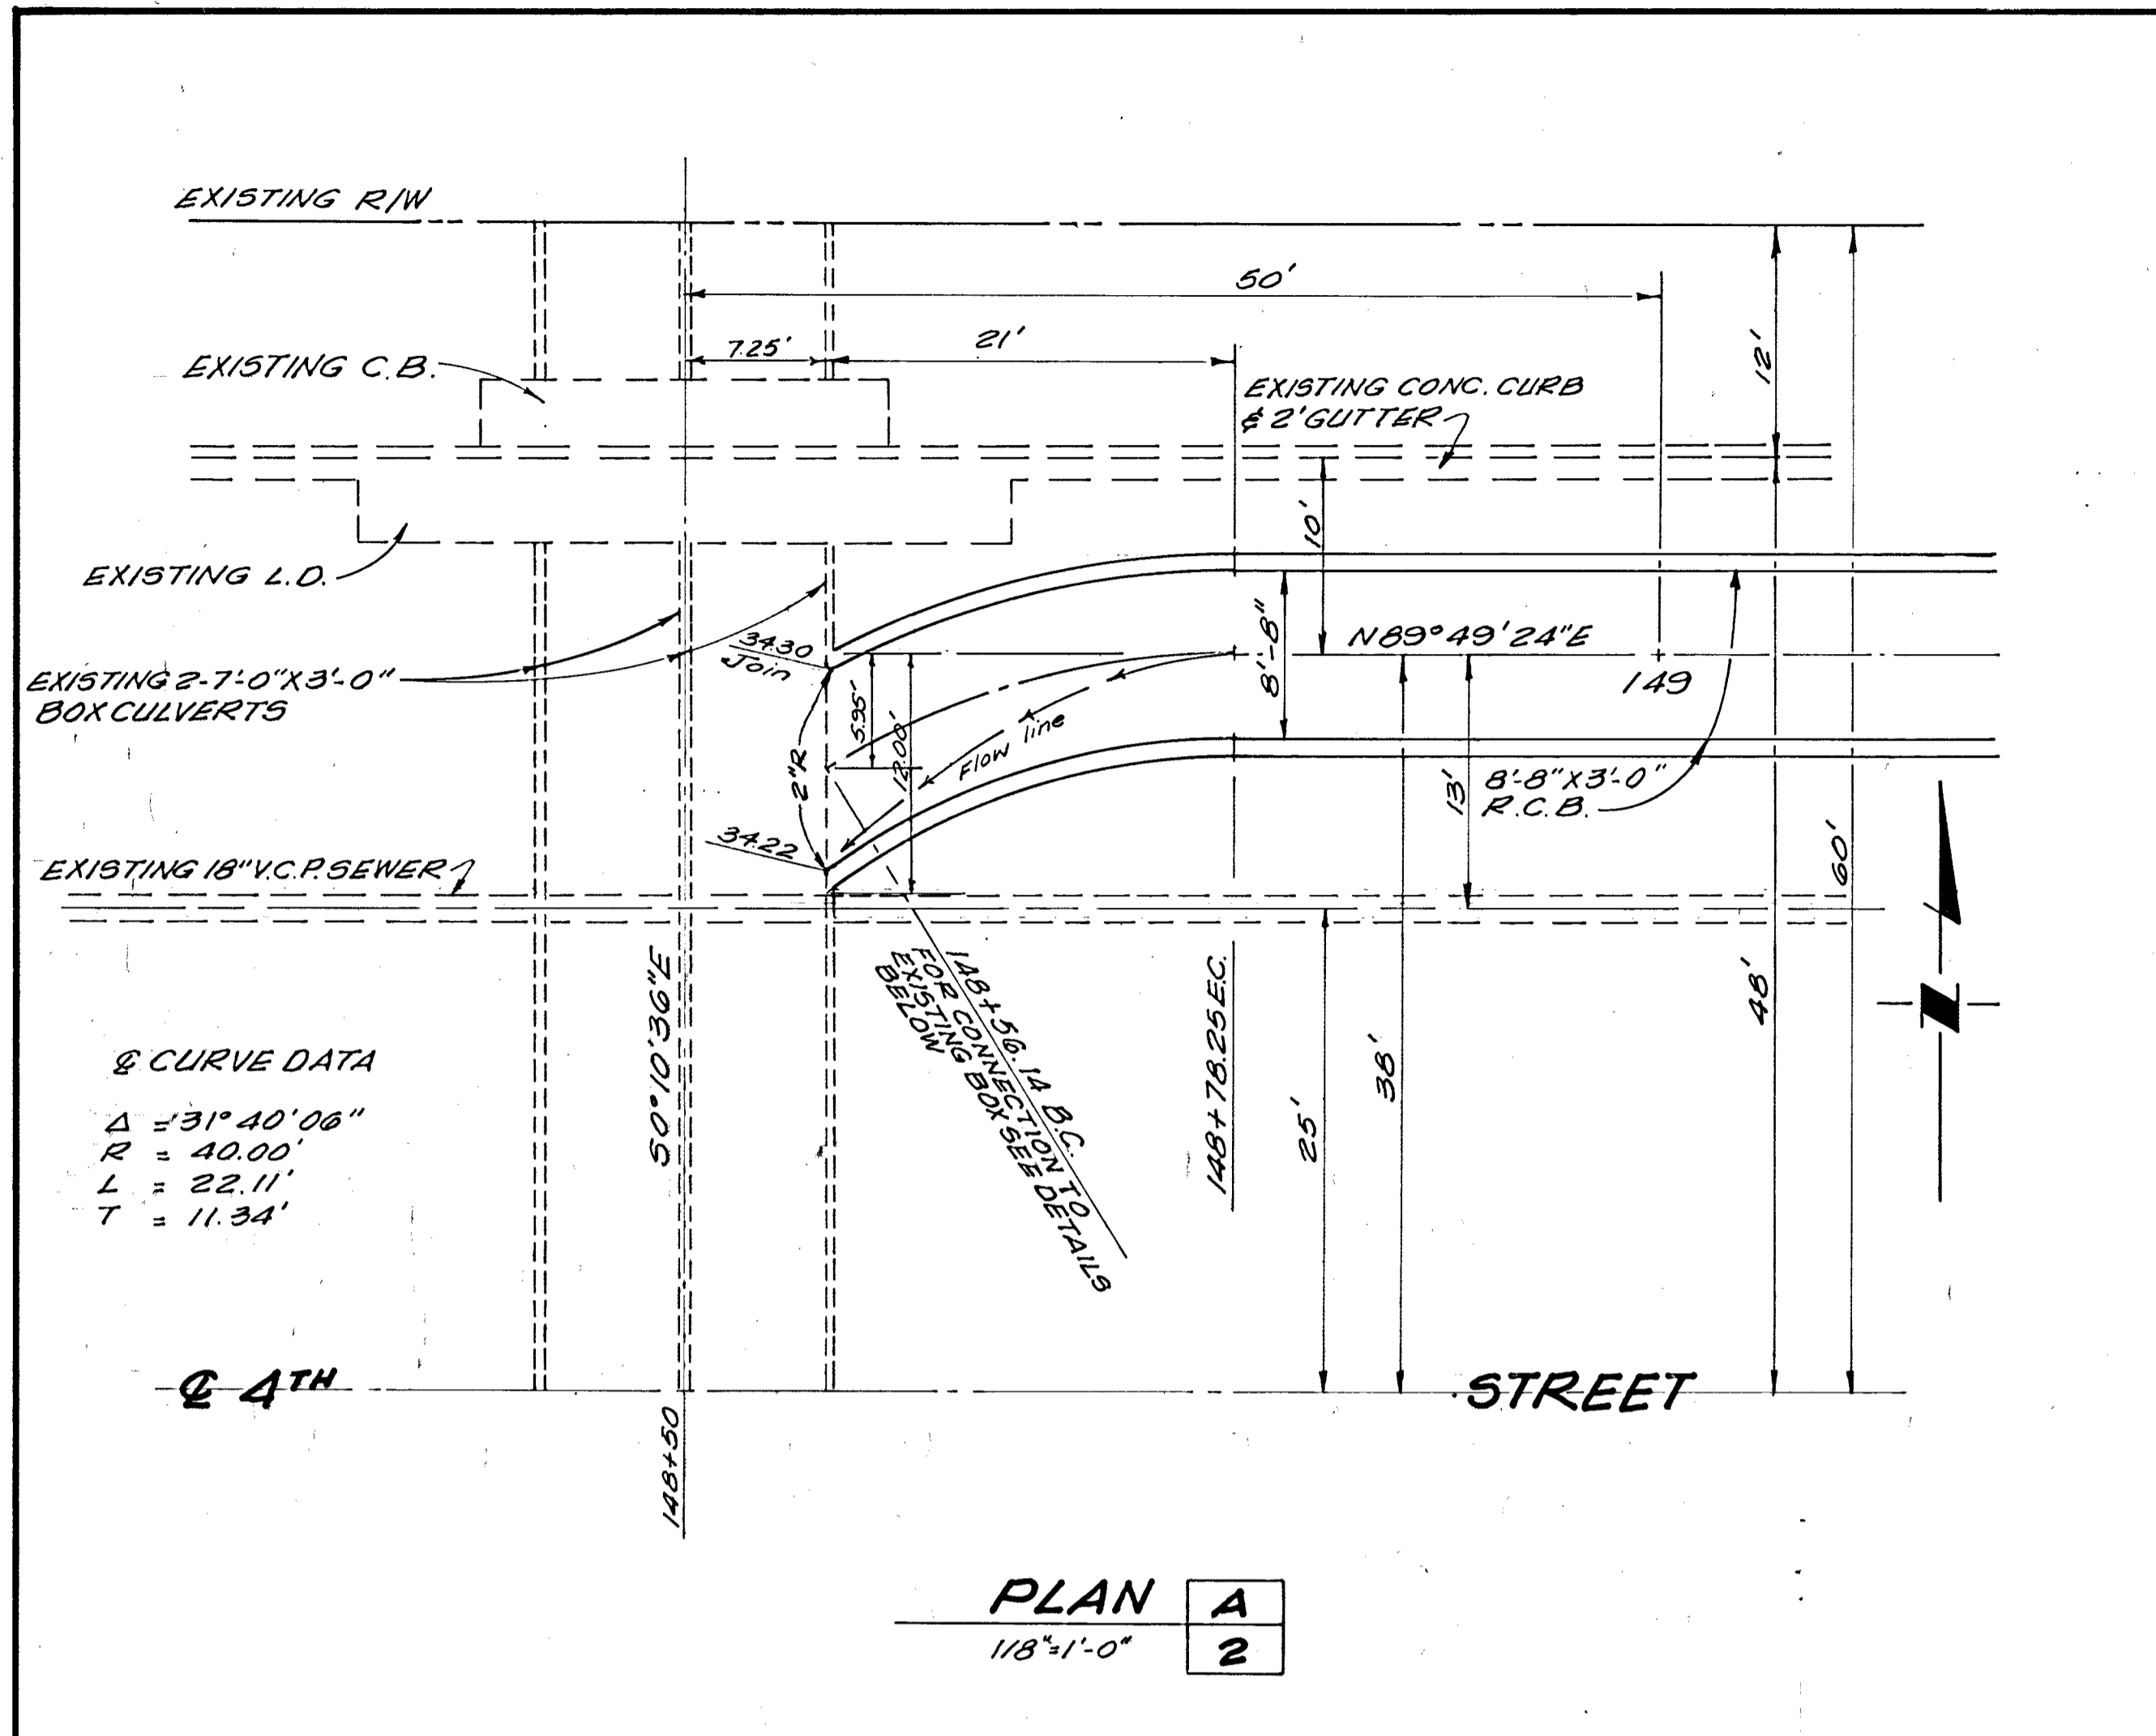 EXISTING R/W
50'
7.25'
21'
12'
EXISTING C.B.
EXISTING CONC. CURB
& 2' GUTTER
10'
EXISTING L.D.
34.30
Join
8'-8"
N89°49'24"E
149
EXISTING 2-7'-0"X3'-0"
BOX CULVERTS
5.95'
12.00'
2"R
Flow line
13'
8'-8"X3'-0"
R.C.B.
34.22
60'
EXISTING 18" V.C.P. SEWER
S0°10'36"E
148+56.14 B.C.
FOR CONNECTION TO
EXISTING BOX SEE DETAILS
BELOW
148+78.25 E.C.
25'
38'
48'
N
℄ CURVE DATA
Δ = 31°40'06"
R = 40.00'
L = 22.11'
T = 11.34'
℄ 4TH STREET
148+50
PLAN A
1/8"=1'-0" 2